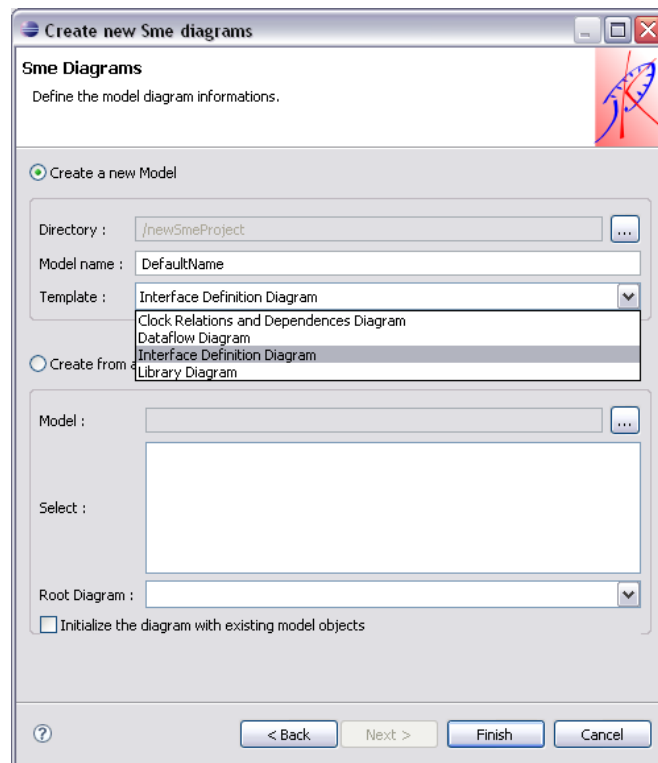 Create new Sme diagrams
Sme Diagrams
Define the model diagram informations.
Create a new Model
Directory : /newSmeProject ...
Model name : DefaultName
Template : Interface Definition Diagram
Clock Relations and Dependences Diagram
Dataflow Diagram
Interface Definition Diagram
Create from
Library Diagram
Model : ...
Select :
Root Diagram :
Initialize the diagram with existing model objects
? < Back Next > Finish Cancel